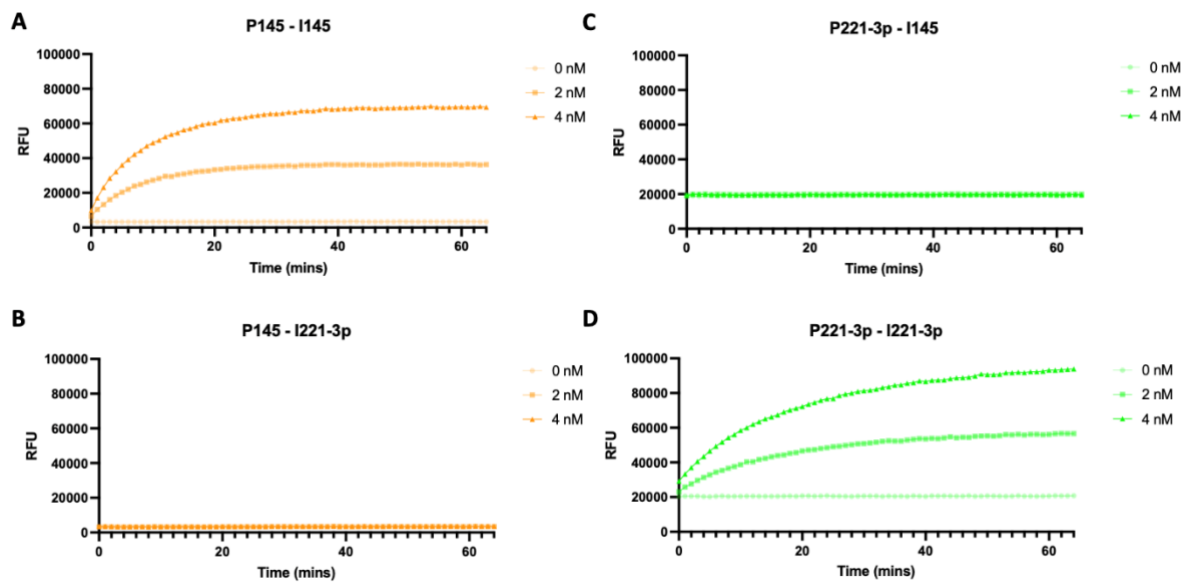 A
P145 - I145
100000
80000
60000
40000
20000
0
RFU
0 20 40 60
Time (mins)
0 nM
2 nM
4 nM
B
P145 - I221-3p
100000
80000
60000
40000
20000
0
RFU
0 20 40 60
Time (mins)
0 nM
2 nM
4 nM
C
P221-3p - I145
100000
80000
60000
40000
20000
0
RFU
0 20 40 60
Time (mins)
0 nM
2 nM
4 nM
D
P221-3p - I221-3p
100000
80000
60000
40000
20000
0
RFU
0 20 40 60
Time (mins)
0 nM
2 nM
4 nM